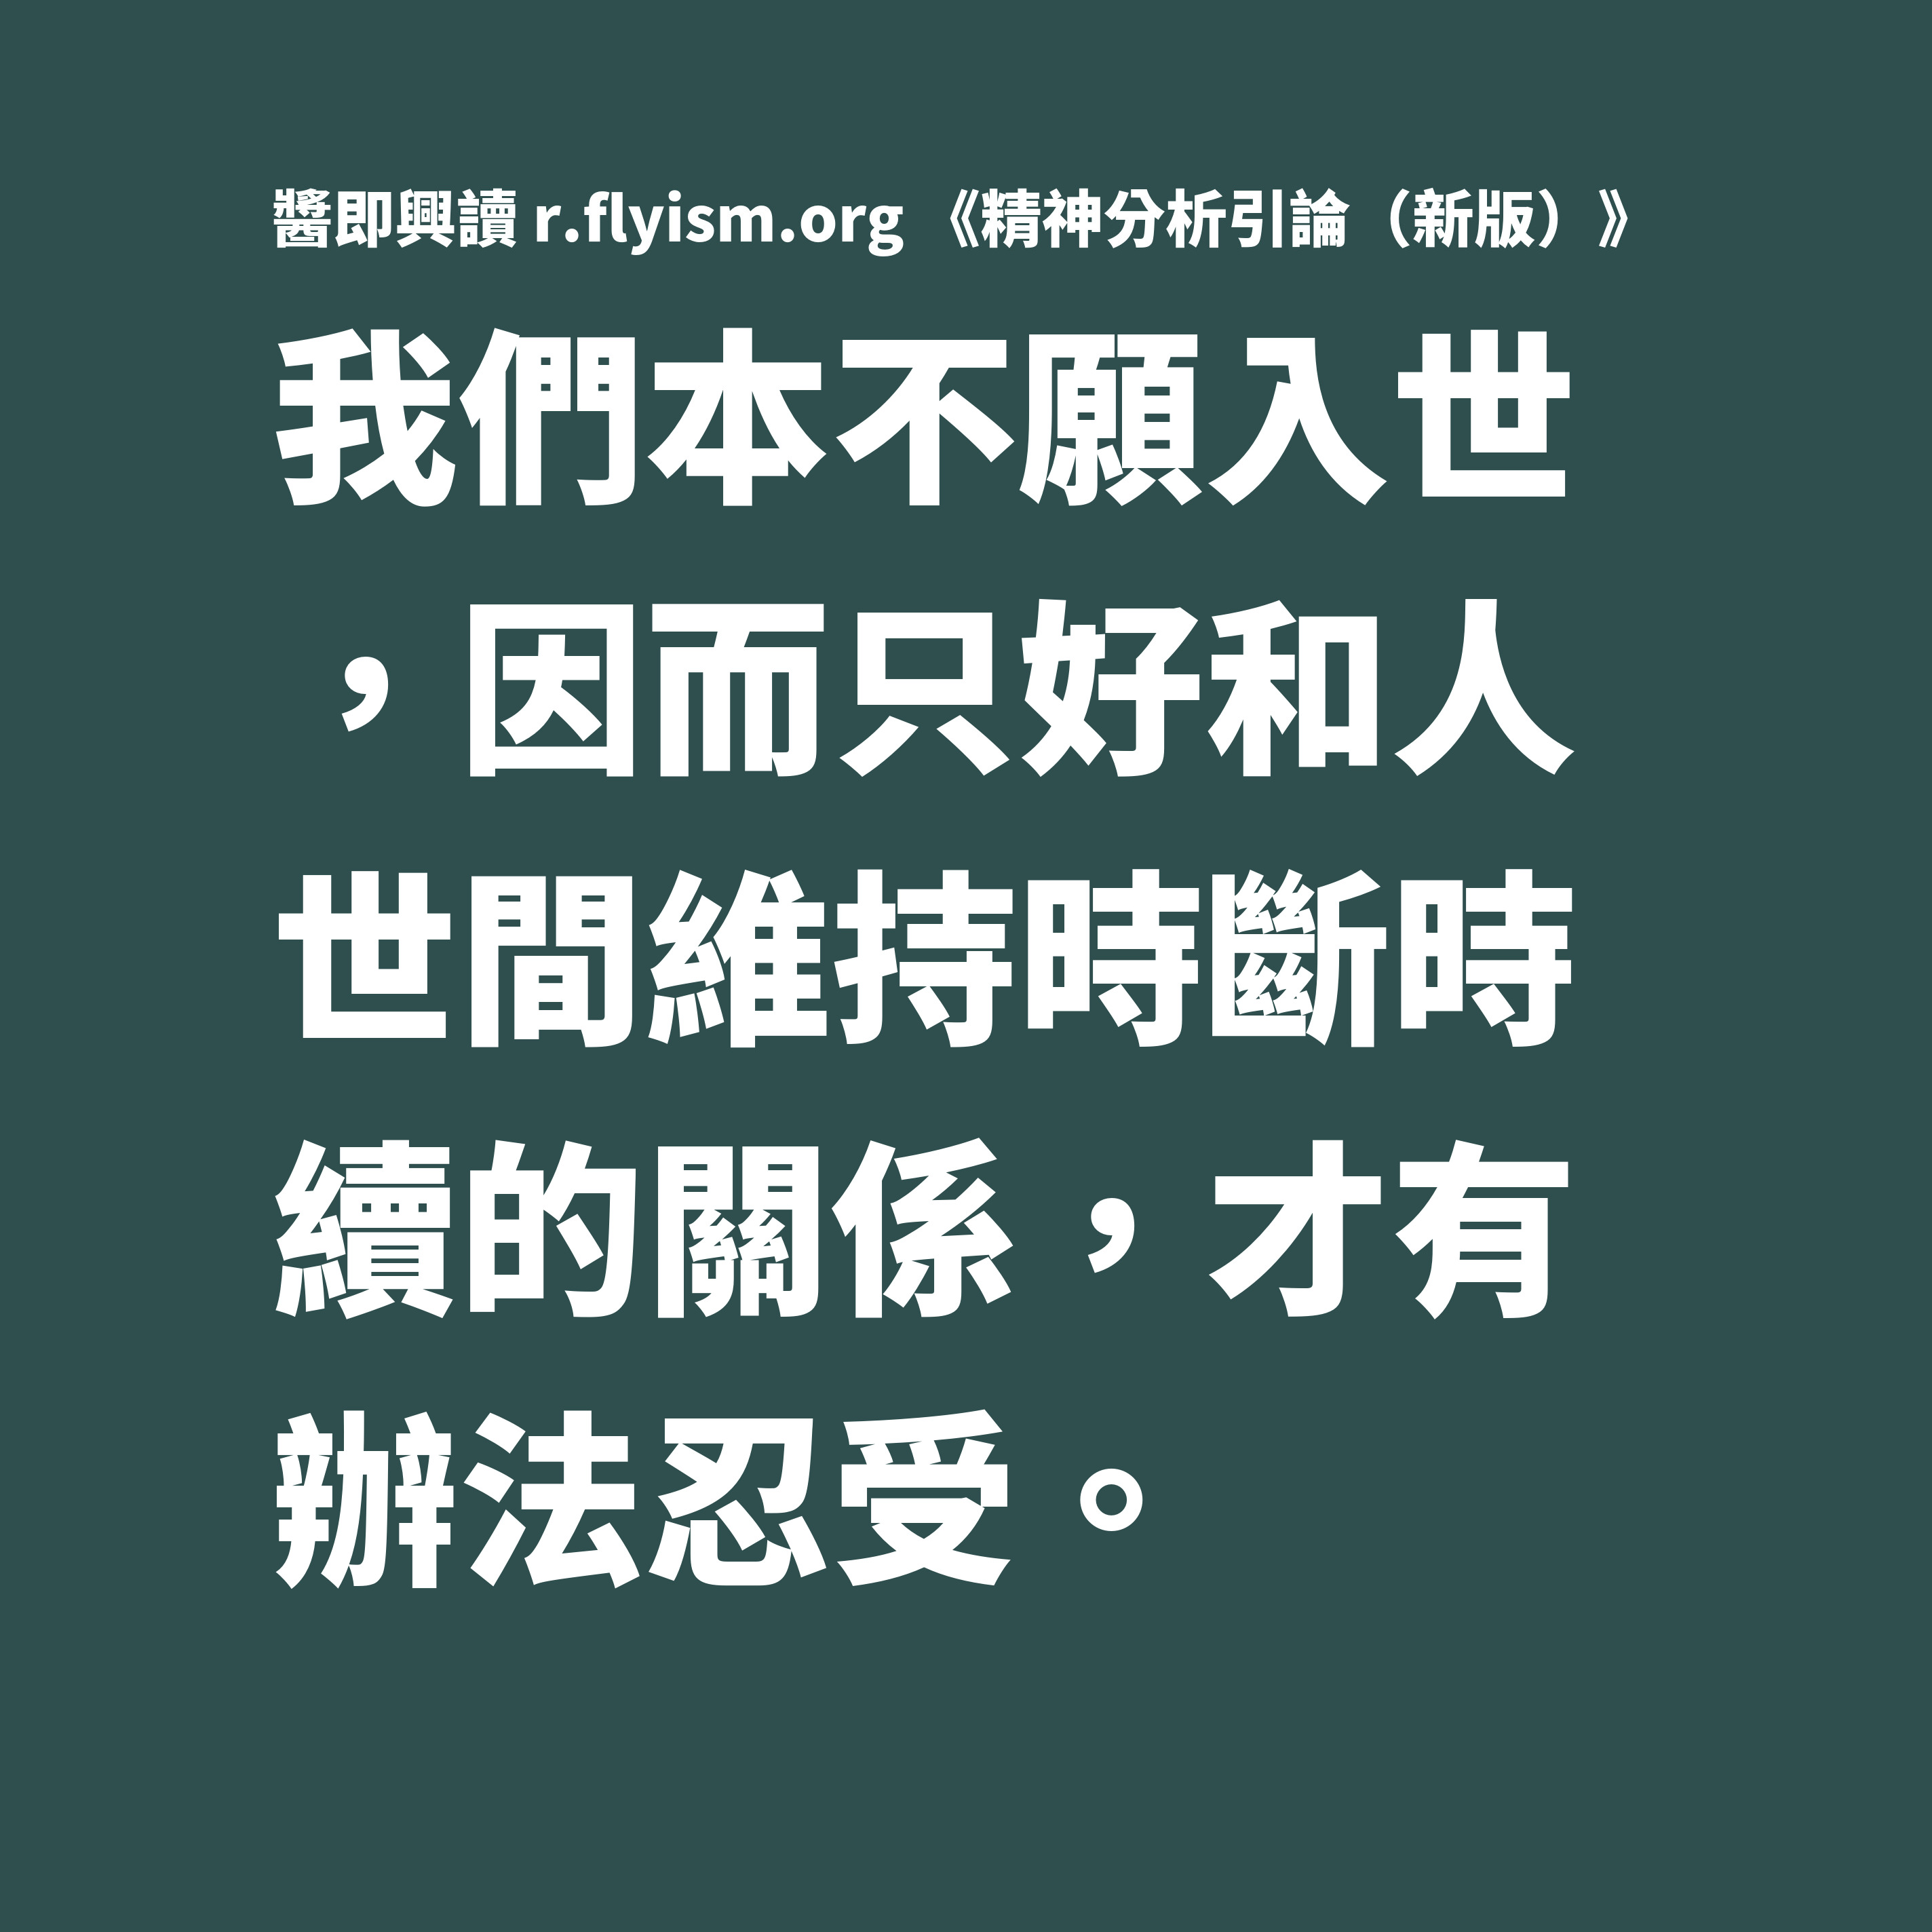 翻即個讀 r.flyism.org 《精神分析引論（新版）》
我們本不願入世
，因而只好和人
世間維持時斷時
續的關係，才有
辦法忍受。